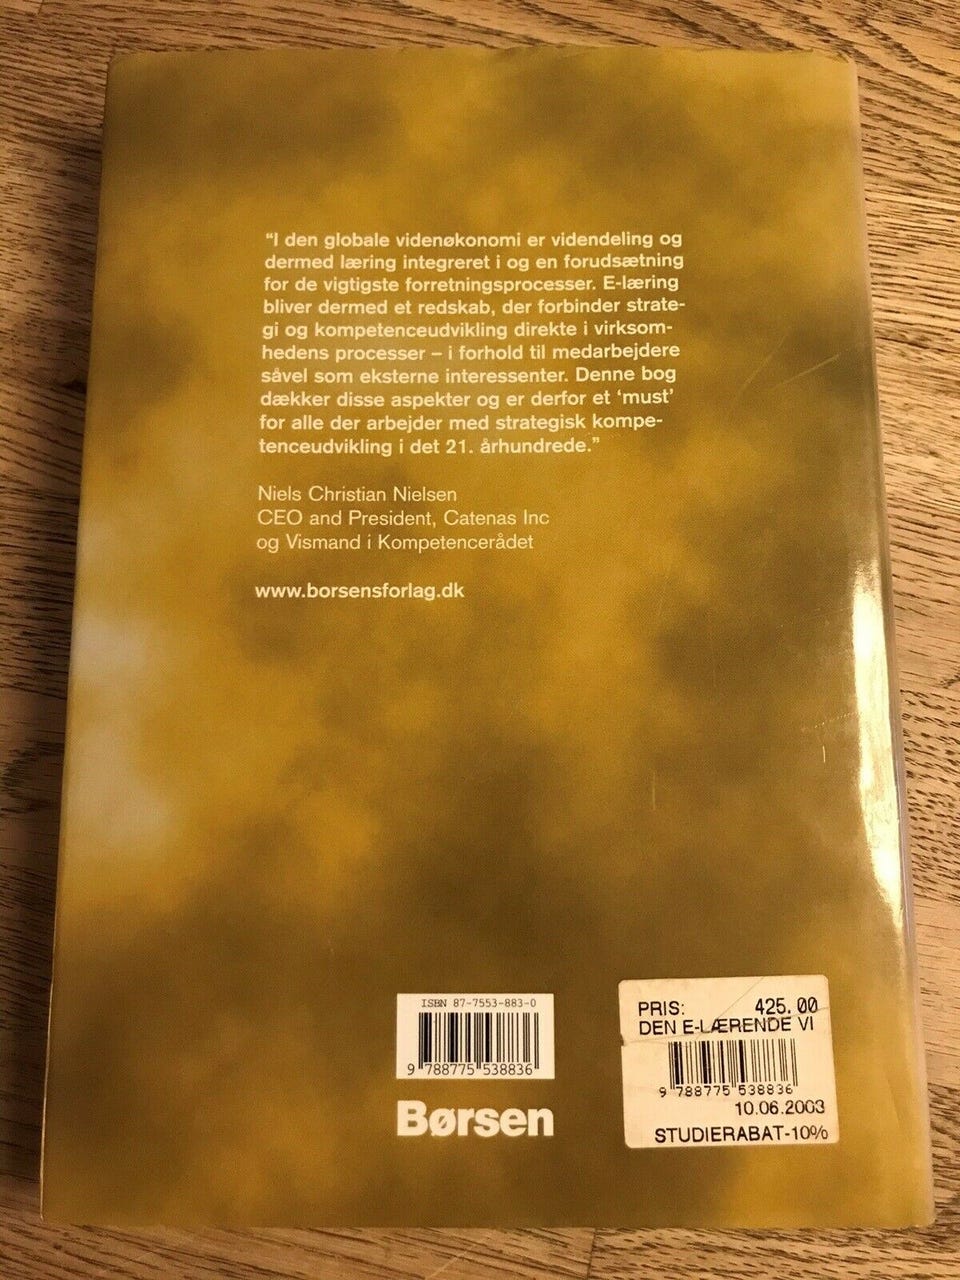 “I den globale videnøkonomi er videndeling og
dermed læring integreret i og en forudsætning
for de vigtigste forretningsprocesser. E-læring
bliver dermed et redskab, der forbinder strate-
gi og kompetenceudvikling direkte i virksom-
hedens processer – i forhold til medarbejdere
såvel som eksterne interessenter. Denne bog
dækker disse aspekter og er derfor et ‘must’
for alle der arbejder med strategisk kompe-
tenceudvikling i det 21. århundrede.”
Niels Christian Nielsen
CEO and President, Catenas Inc
og Vismand i Kompetencerådet
www.borsensforlag.dk
ISBN 87-7553-883-0
9 788775 538836
Børsen
PRIS: 425.00
DEN E-LÆRENDE VI
9 788775 538836
10.06.2003
STUDIERABAT-10%